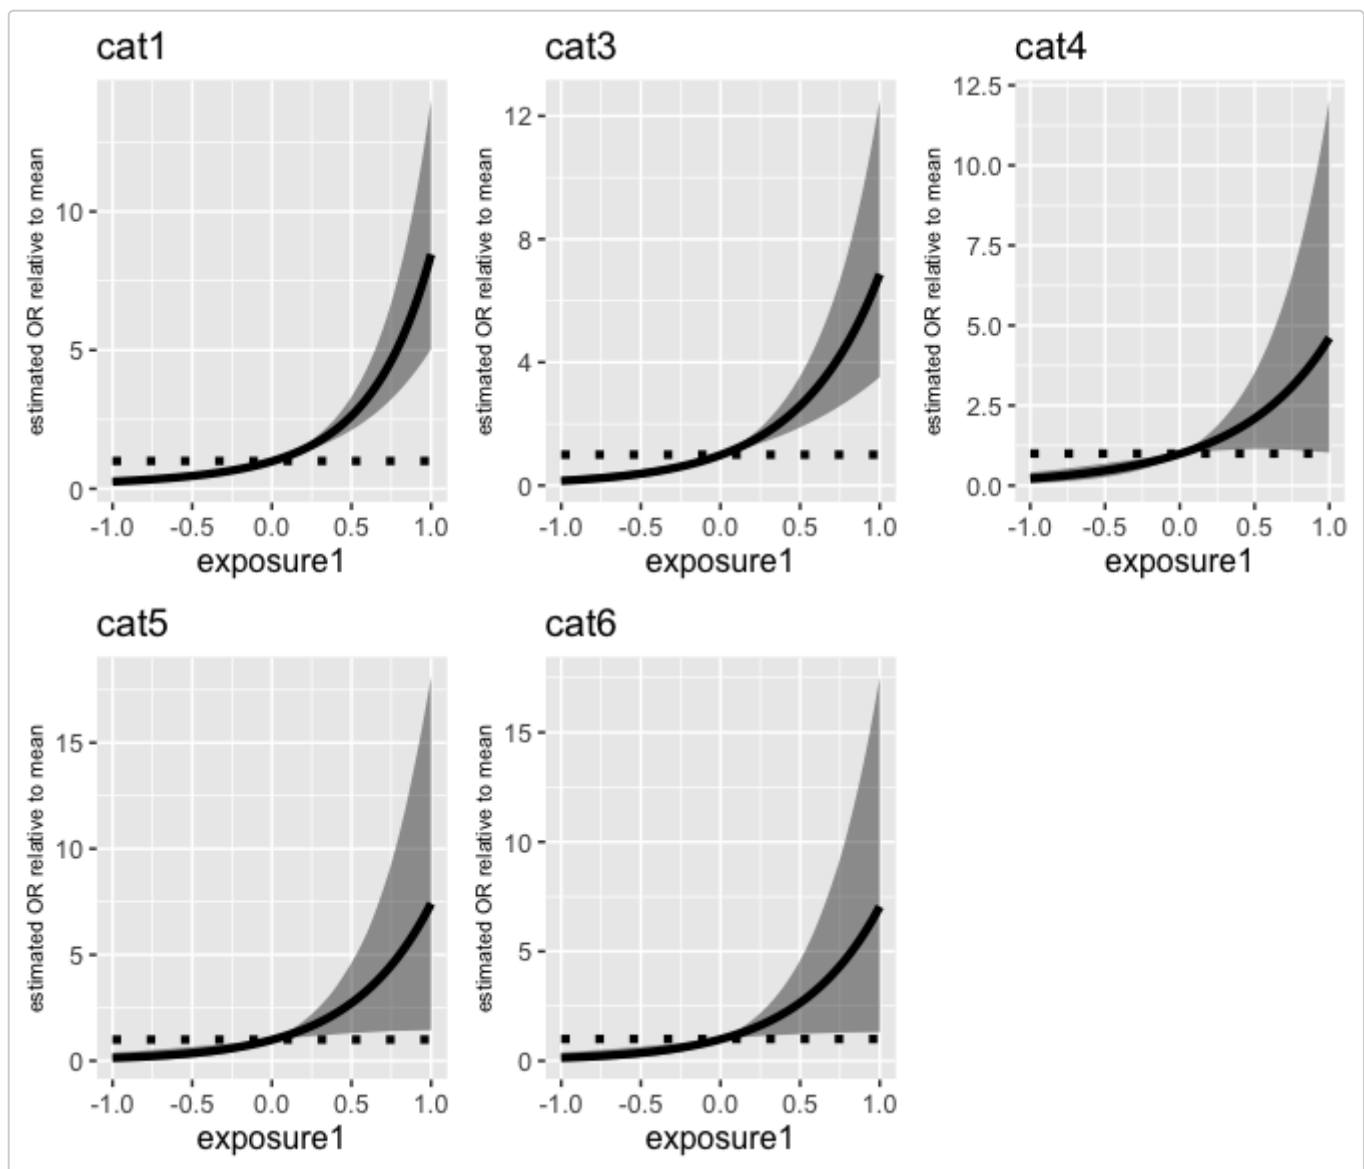 cat1
estimated OR relative to mean
10
5
0
-1.0 -0.5 0.0 0.5 1.0
exposure1
cat3
estimated OR relative to mean
12
8
4
0
-1.0 -0.5 0.0 0.5 1.0
exposure1
cat4
estimated OR relative to mean
12.5
10.0
7.5
5.0
2.5
0.0
-1.0 -0.5 0.0 0.5 1.0
exposure1
cat5
estimated OR relative to mean
15
10
5
0
-1.0 -0.5 0.0 0.5 1.0
exposure1
cat6
estimated OR relative to mean
15
10
5
0
-1.0 -0.5 0.0 0.5 1.0
exposure1